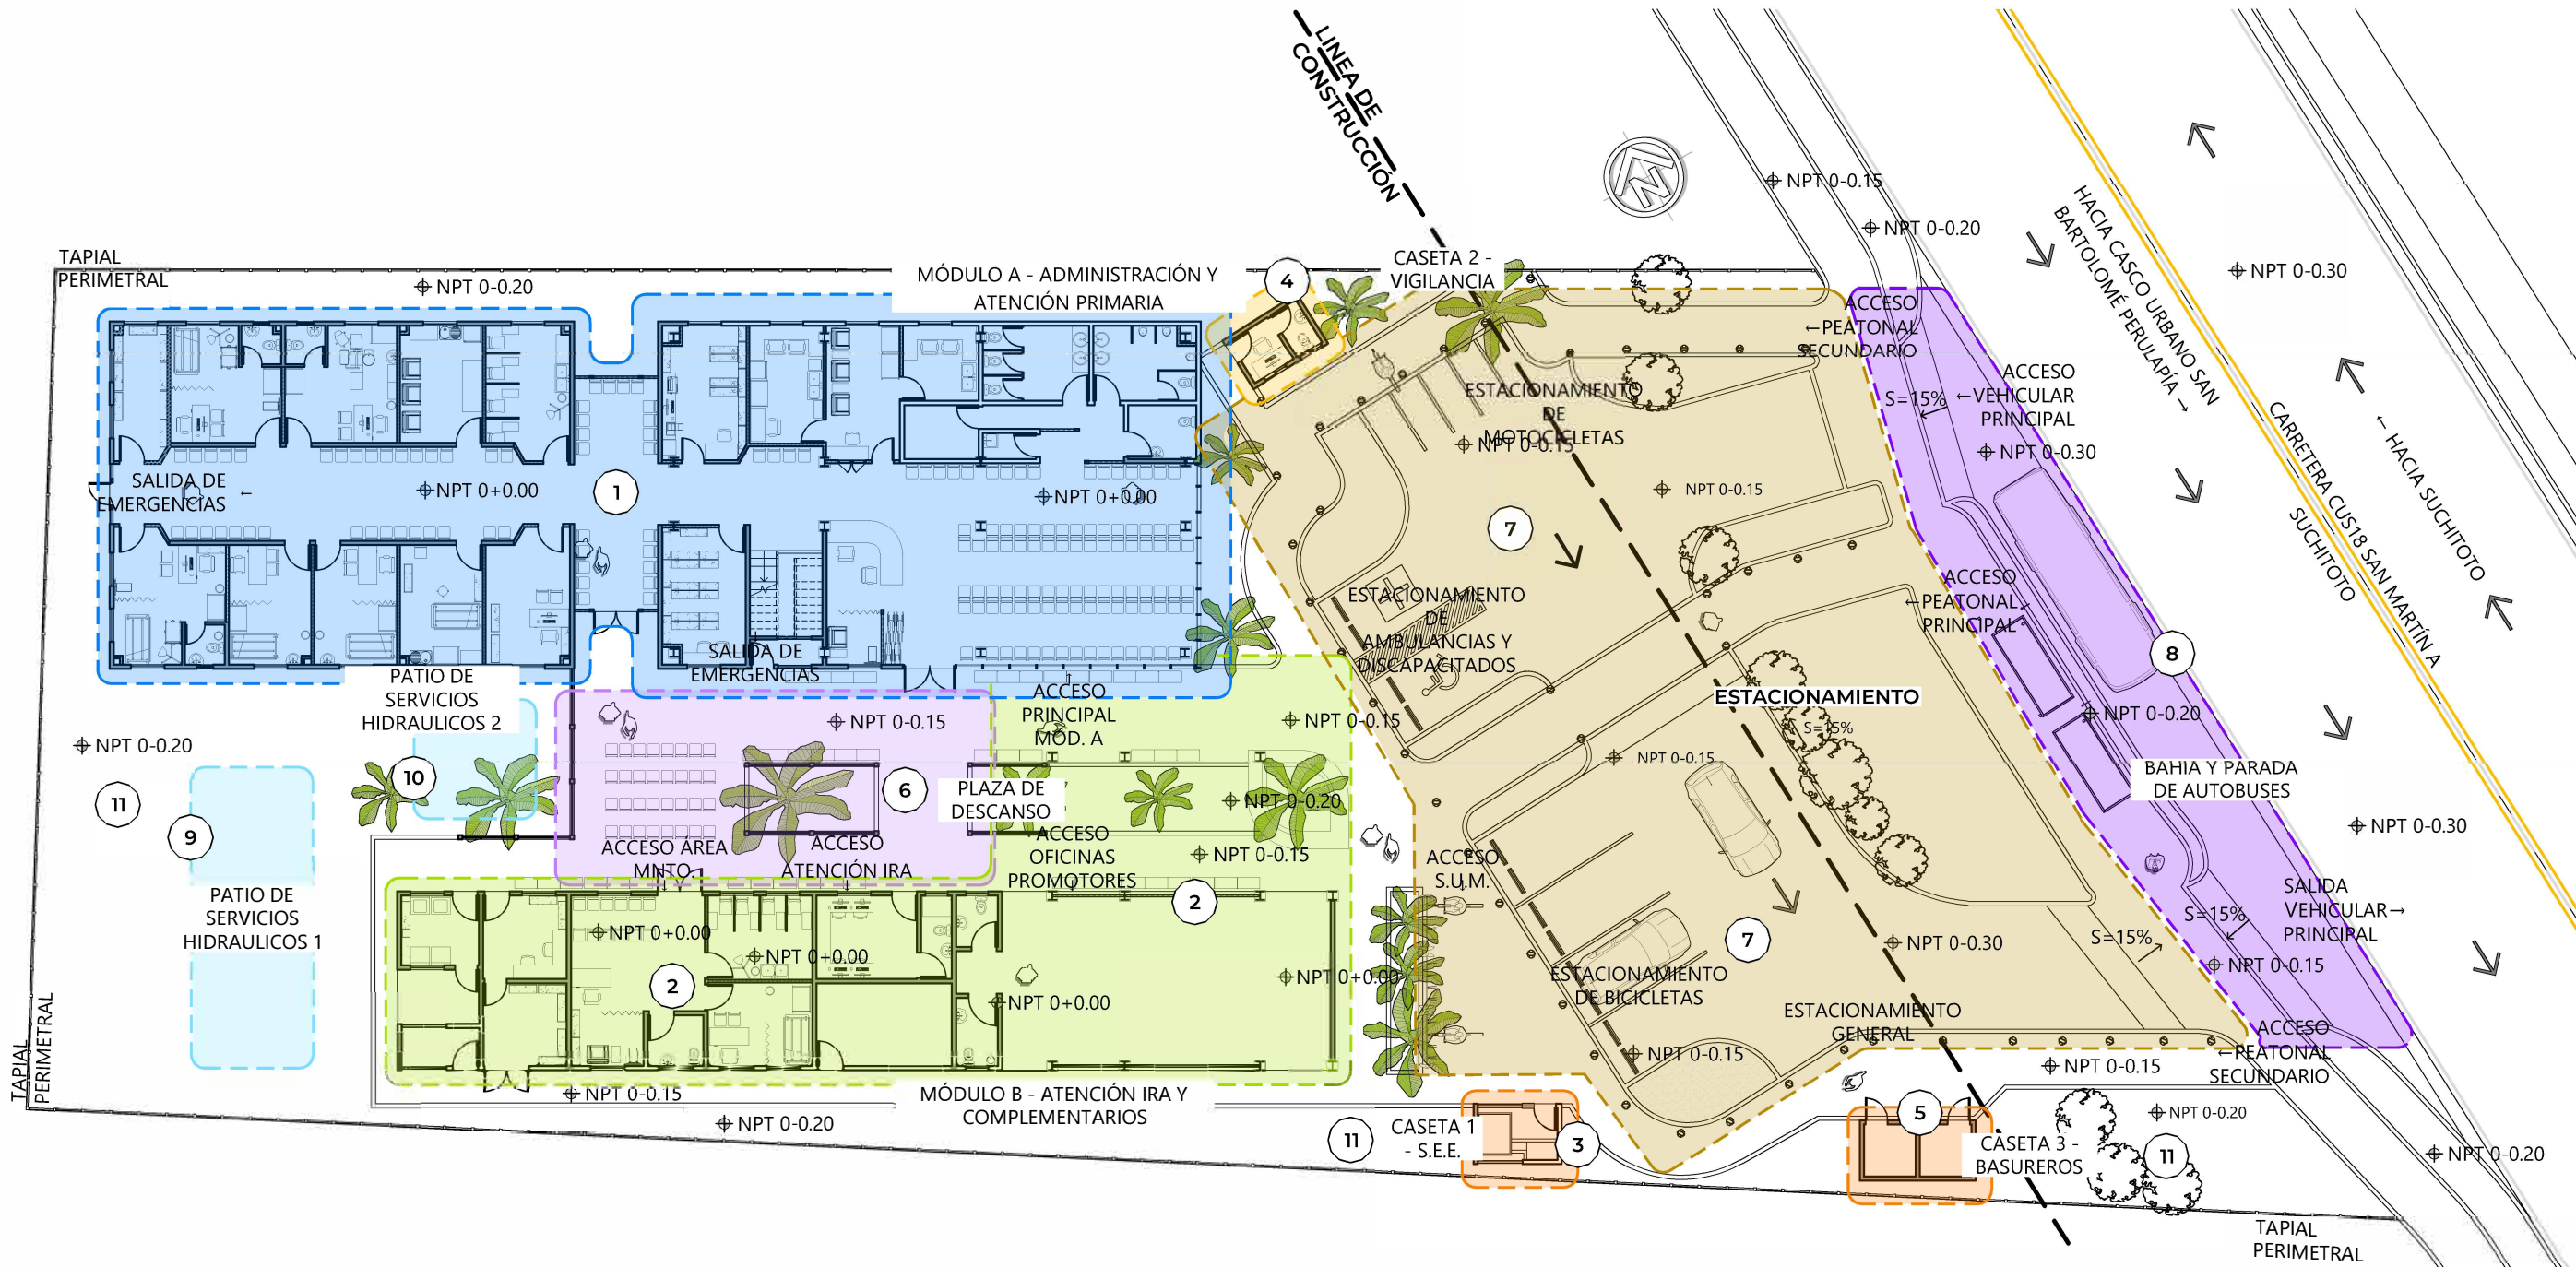 LINEA DE
CONSTRUCCIÓN
TAPIAL
PERIMETRAL
NPT 0-0.20
MÓDULO A - ADMINISTRACIÓN Y
ATENCIÓN PRIMARIA
4
CASETA 2 -
VIGILANCIA
N
NPT 0-0.15
NPT 0-0.20
HACIA CASCO URBANO SAN
BARTOLOMÉ PERULAPÍA →
NPT 0-0.30
ACCESO
←PEATONAL
SECUNDARIO
ACCESO
←VEHICULAR
PRINCIPAL
S=15%
NPT 0-0.30
CARRETERA CUS18 SAN MARTÍN A
SUCHITOTO
← HACIA SUCHITOTO
ESTACIONAMIENTO
DE
MOTOCICLETAS
NPT 0-0.15
NPT 0-0.15
SALIDA DE ←
EMERGENCIAS
NPT 0+0.00
1
NPT 0+0.00
7
ESTACIONAMIENTO
DE
AMBULANCIAS Y
DISCAPACITADOS
ACCESO
←PEATONAL
PRINCIPAL
8
SALIDA DE
EMERGENCIAS
PATIO DE
SERVICIOS
HIDRAULICOS 2
ACCESO
PRINCIPAL
MOD. A
NPT 0-0.15
NPT 0-0.15
ESTACIONAMIENTO
S=15%
NPT 0-0.20
NPT 0-0.20
NPT 0-0.15
10
6
PLAZA DE
DESCANSO
NPT 0-0.20
BAHIA Y PARADA
DE AUTOBUSES
11
9
NPT 0-0.30
ACCESO ÁREA
MNTO.
ACCESO
ATENCIÓN IRA
ACCESO
OFICINAS
PROMOTORES
NPT 0-0.15
ACCESO
S.U.M.
PATIO DE
SERVICIOS
HIDRAULICOS 1
2
SALIDA
VEHICULAR→
PRINCIPAL
S=15%
S=15%
NPT 0+0.00
NPT 0+0.00
7
NPT 0-0.30
NPT 0-0.15
2
NPT 0+0.00
NPT 0+0.00
ESTACIONAMIENTO
DE BICICLETAS
ESTACIONAMIENTO
GENERAL
ACCESO
←PEATONAL
SECUNDARIO
TAPIAL
PERIMETRAL
NPT 0-0.15
NPT 0-0.15
NPT 0-0.15
MÓDULO B - ATENCIÓN IRA Y
COMPLEMENTARIOS
NPT 0-0.20
11
CASETA 1
- S.E.E.
3
5
CASETA 3 -
BASUREROS
NPT 0-0.20
11
NPT 0-0.20
TAPIAL
PERIMETRAL